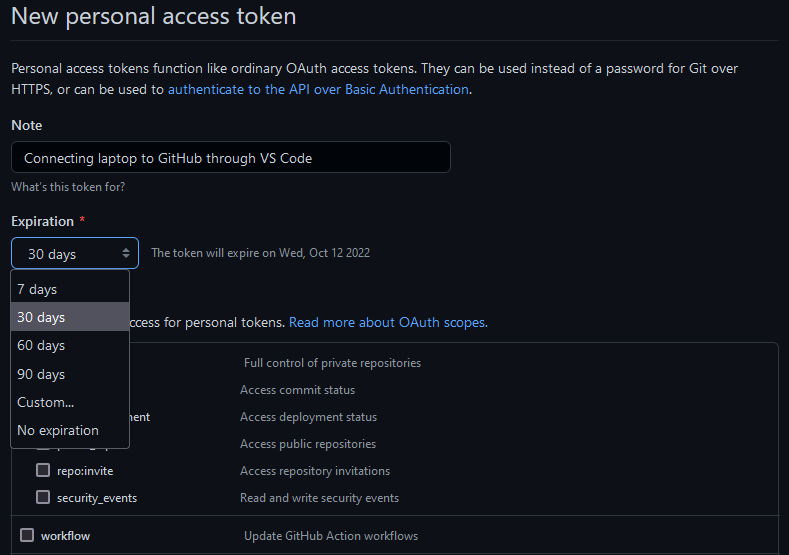 New personal access token
Personal access tokens function like ordinary OAuth access tokens. They can be used instead of a password for Git over
HTTPS, or can be used to authenticate to the API over Basic Authentication.
Note
Connecting laptop to GitHub through VS Code
What's this token for?
Expiration *
30 days The token will expire on Wed, Oct 12 2022
7 days
30 days
for personal tokens. Read more about OAuth scopes.
60 days
Full control of private repositories
90 days
Access commit status
Custom...
Access deployment status
No expiration
Access public repositories
repo:invite Access repository invitations
security_events Read and write security events
workflow Update GitHub Action workflows